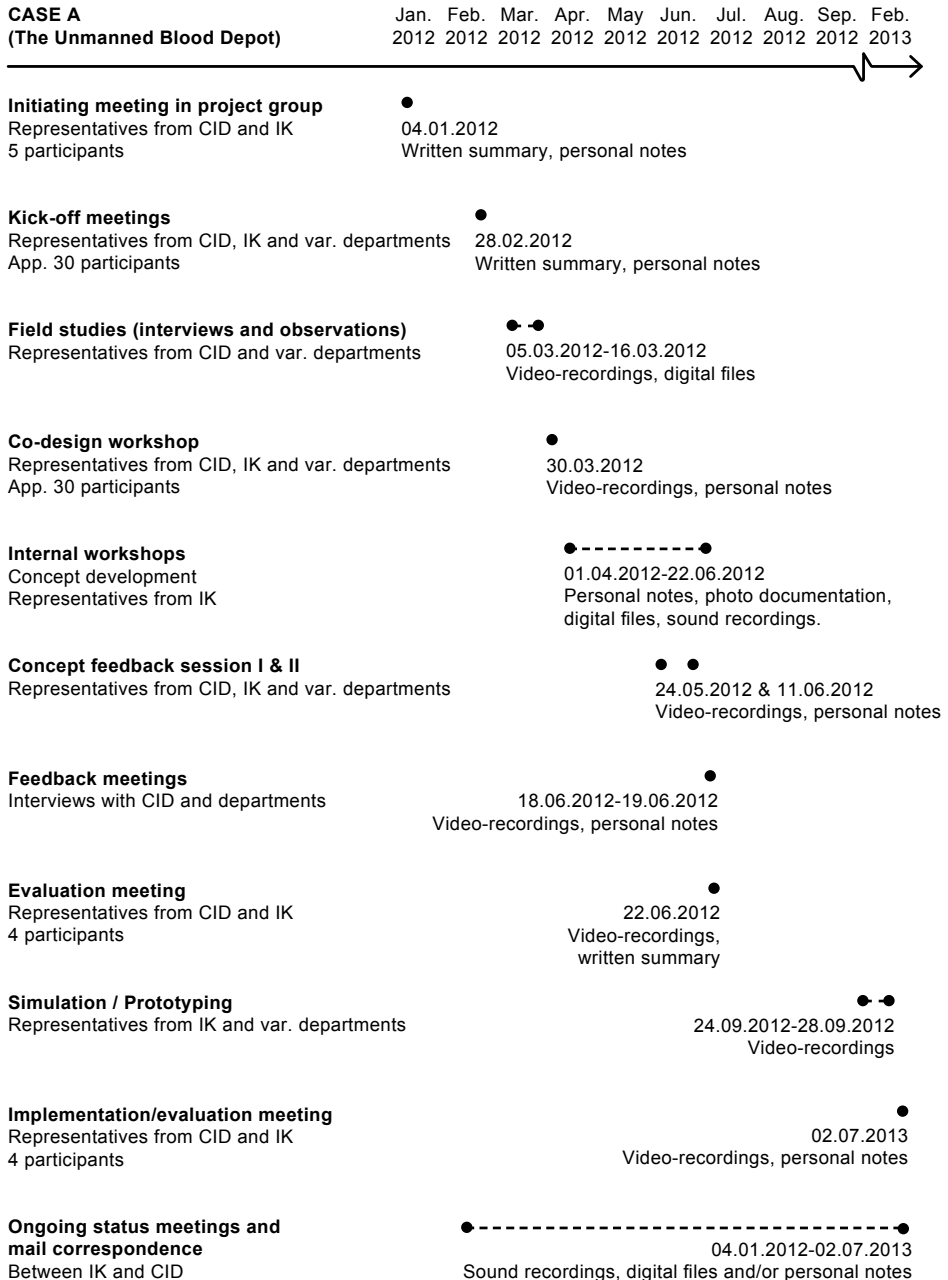 CASE A
(The Unmanned Blood Depot)
Jan. Feb. Mar. Apr. May Jun. Jul. Aug. Sep. Feb.
2012 2012 2012 2012 2012 2012 2012 2012 2012 2013
Initiating meeting in project group
Representatives from CID and IK
5 participants
04.01.2012
Written summary, personal notes
Kick-off meetings
Representatives from CID, IK and var. departments
App. 30 participants
28.02.2012
Written summary, personal notes
Field studies (interviews and observations)
Representatives from CID and var. departments
05.03.2012-16.03.2012
Video-recordings, digital files
Co-design workshop
Representatives from CID, IK and var. departments
App. 30 participants
30.03.2012
Video-recordings, personal notes
Internal workshops
Concept development
Representatives from IK
01.04.2012-22.06.2012
Personal notes, photo documentation,
digital files, sound recordings.
Concept feedback session I & II
Representatives from CID, IK and var. departments
24.05.2012 & 11.06.2012
Video-recordings, personal notes
Feedback meetings
Interviews with CID and departments
18.06.2012-19.06.2012
Video-recordings, personal notes
Evaluation meeting
Representatives from CID and IK
4 participants
22.06.2012
Video-recordings,
written summary
Simulation / Prototyping
Representatives from IK and var. departments
24.09.2012-28.09.2012
Video-recordings
Implementation/evaluation meeting
Representatives from CID and IK
4 participants
02.07.2013
Video-recordings, personal notes
Ongoing status meetings and
mail correspondence
Between IK and CID
04.01.2012-02.07.2013
Sound recordings, digital files and/or personal notes